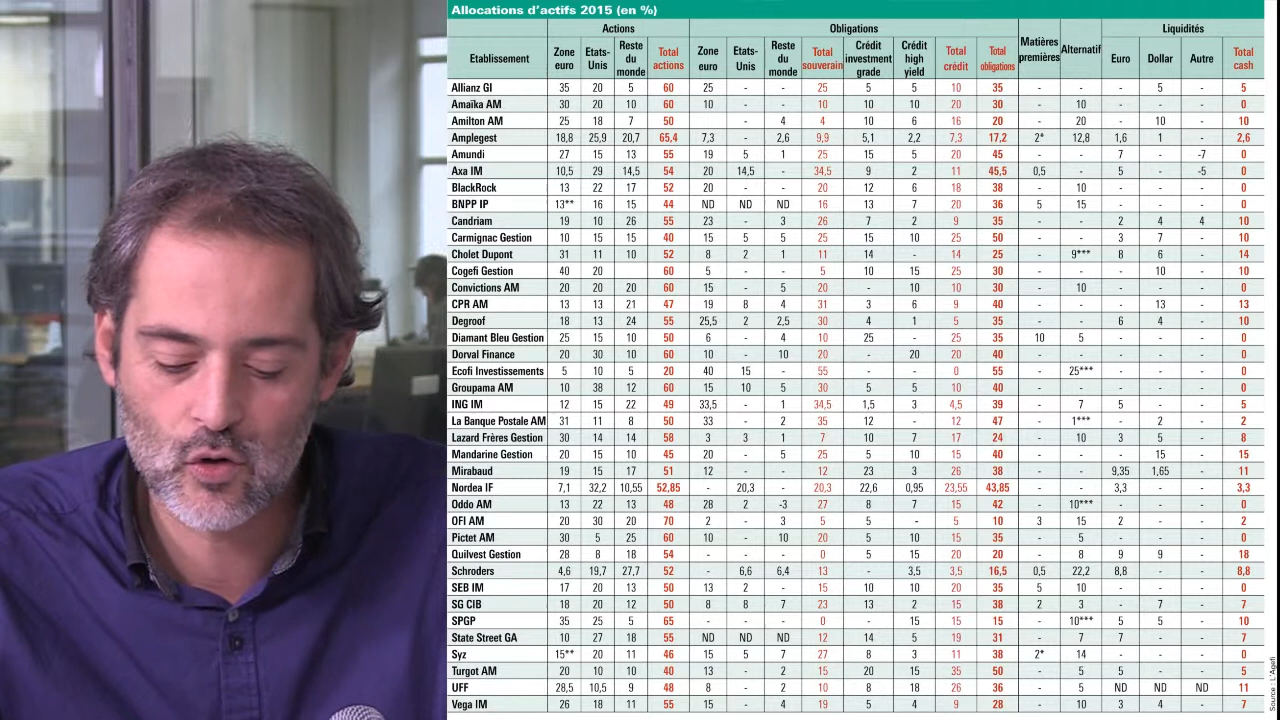 Allocations d'actifs 2015 (en %)
Actions Obligations Matières premières Alternatif Liquidités
Etablissement Zone euro Etats-Unis Reste du monde Total actions Zone euro Etats-Unis Reste du monde Total souverain Crédit investment grade Crédit high yield Total crédit Total obligations Euro Dollar Autre Total cash
Allianz GI 35 20 5 60 25 - - 25 5 5 10 35 - - - 5 - 5
Amaïka AM 30 20 10 60 10 - - 10 10 10 20 30 - 10 - - - 0
Amilton AM 25 18 7 50 - 4 4 10 6 16 20 - 20 - 10 - 10
Amplegest 18,8 25,9 20,7 65,4 7,3 - 2,6 9,9 5,1 2,2 7,3 17,2 2* 12,8 1,6 1 - 2,6
Amundi 27 15 13 55 19 5 1 25 15 5 20 45 - - 7 - -7 0
Axa IM 10,5 29 14,5 54 20 14,5 - 34,5 9 2 11 45,5 0,5 - 5 - -5 0
BlackRock 13 22 17 52 20 - - 20 12 6 18 38 - 10 - - - 0
BNPP IP 13** 16 15 44 ND ND ND 16 13 7 20 36 5 15 - - - 0
Candriam 19 10 26 55 23 - 3 26 7 2 9 35 - - 2 4 4 10
Carmignac Gestion 10 15 15 40 15 5 5 25 15 10 25 50 - - 3 7 - 10
Cholet Dupont 31 11 10 52 8 2 1 11 14 - 14 25 - 9*** 8 6 - 14
Cogefi Gestion 40 20 60 5 - - 5 10 15 25 30 - - - 10 - 10
Convictions AM 20 20 20 60 15 - 5 20 - 10 10 30 - 10 - - - 0
CPR AM 13 13 21 47 19 8 4 31 3 6 9 40 - - - 13 - 13
Degroof 18 13 24 55 25,5 2 2,5 30 4 1 5 35 - - 6 4 - 10
Diamant Bleu Gestion 25 15 10 50 6 - 4 10 25 - 25 35 10 5 - - - 0
Dorval Finance 20 30 10 60 10 - 10 20 - 20 20 40 - - - - - 0
Ecofi Investissements 5 10 5 20 40 15 - 55 - - 0 55 - 25*** - - - 0
Groupama AM 10 38 12 60 15 10 5 30 5 5 10 40 - - - - - 0
ING IM 12 15 22 49 33,5 - 1 34,5 1,5 3 4,5 39 - 7 5 - - 5
La Banque Postale AM 31 11 8 50 33 - 2 35 12 - 12 47 - 1*** - 2 - 2
Lazard Frères Gestion 30 14 14 58 3 3 1 7 10 7 17 24 - 10 3 5 - 8
Mandarine Gestion 20 15 10 45 20 - 5 25 5 10 15 40 - - - 15 - 15
Mirabaud 19 15 17 51 12 - - 12 23 3 26 38 - - 9,35 1,65 - 11
Nordea IF 7,1 32,2 10,55 52,85 - 20,3 - 20,3 22,6 0,95 23,55 43,85 - - 3,3 - - 3,3
Oddo AM 13 22 13 48 28 2 -3 27 8 7 15 42 - 10*** - - - 0
OFI AM 20 30 20 70 2 - 3 5 5 - 5 10 3 15 2 - - 2
Pictet AM 30 5 25 60 10 - 10 20 5 10 15 35 - 5 - - - 0
Quilvest Gestion 28 8 18 54 - - - 0 5 15 20 20 - 8 9 9 - 18
Schroders 4,6 19,7 27,7 52 - 6,6 6,4 13 - 3,5 3,5 16,5 0,5 22,2 8,8 - - 8,8
SEB IM 17 20 13 50 13 2 - 15 10 10 20 35 5 10 - - - 0
SG CIB 18 20 12 50 8 8 7 23 13 2 15 38 2 3 - 7 - 7
SPGP 35 25 5 65 - - - 0 15 15 15 - 10*** 5 5 - 10
State Street GA 10 27 18 55 ND ND ND 12 14 5 19 31 - 7 7 - - 7
Syz 15** 20 11 46 15 5 7 27 8 3 11 38 2* 14 - - - 0
Turgot AM 20 10 10 40 13 - 2 15 20 15 35 50 - 5 5 - - 5
UFF 28,5 10,5 9 48 8 - 2 10 8 18 26 36 - 5 ND ND ND 11
Vega IM 26 18 11 55 15 - 4 19 5 4 9 28 - 10 3 4 - 7
Source : L'Agefi